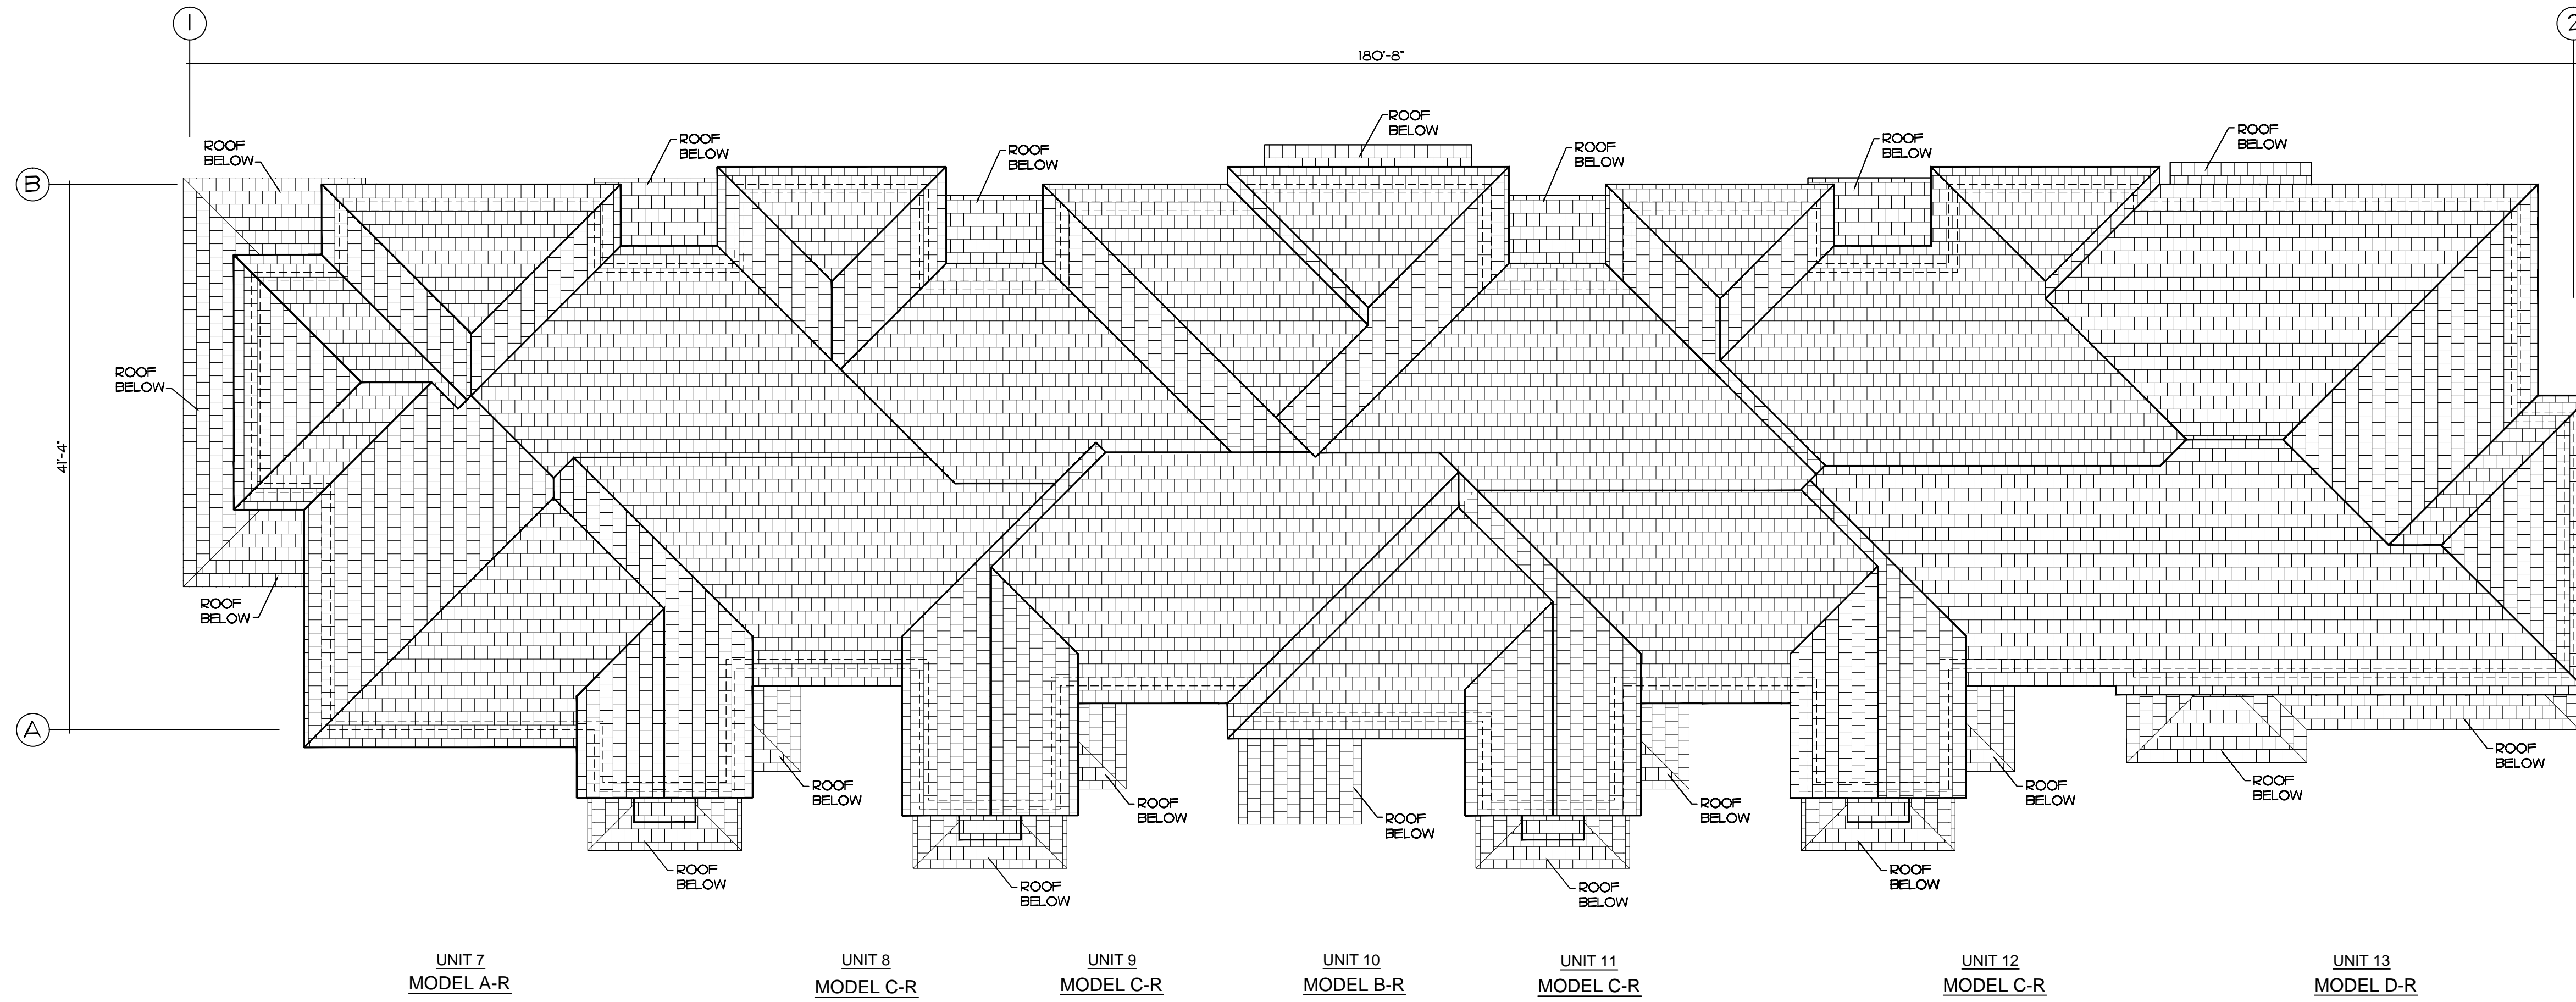 1
2
180'-8"
ROOF
BELOW
ROOF
BELOW
ROOF
BELOW
ROOF
BELOW
ROOF
BELOW
ROOF
BELOW
ROOF
BELOW
B
ROOF
BELOW
41'-4"
ROOF
BELOW
A
ROOF
BELOW
ROOF
BELOW
ROOF
BELOW
ROOF
BELOW
ROOF
BELOW
ROOF
BELOW
ROOF
BELOW
ROOF
BELOW
ROOF
BELOW
ROOF
BELOW
ROOF
BELOW
ROOF
BELOW
UNIT 7
MODEL A-R
UNIT 8
MODEL C-R
UNIT 9
MODEL C-R
UNIT 10
MODEL B-R
UNIT 11
MODEL C-R
UNIT 12
MODEL C-R
UNIT 13
MODEL D-R